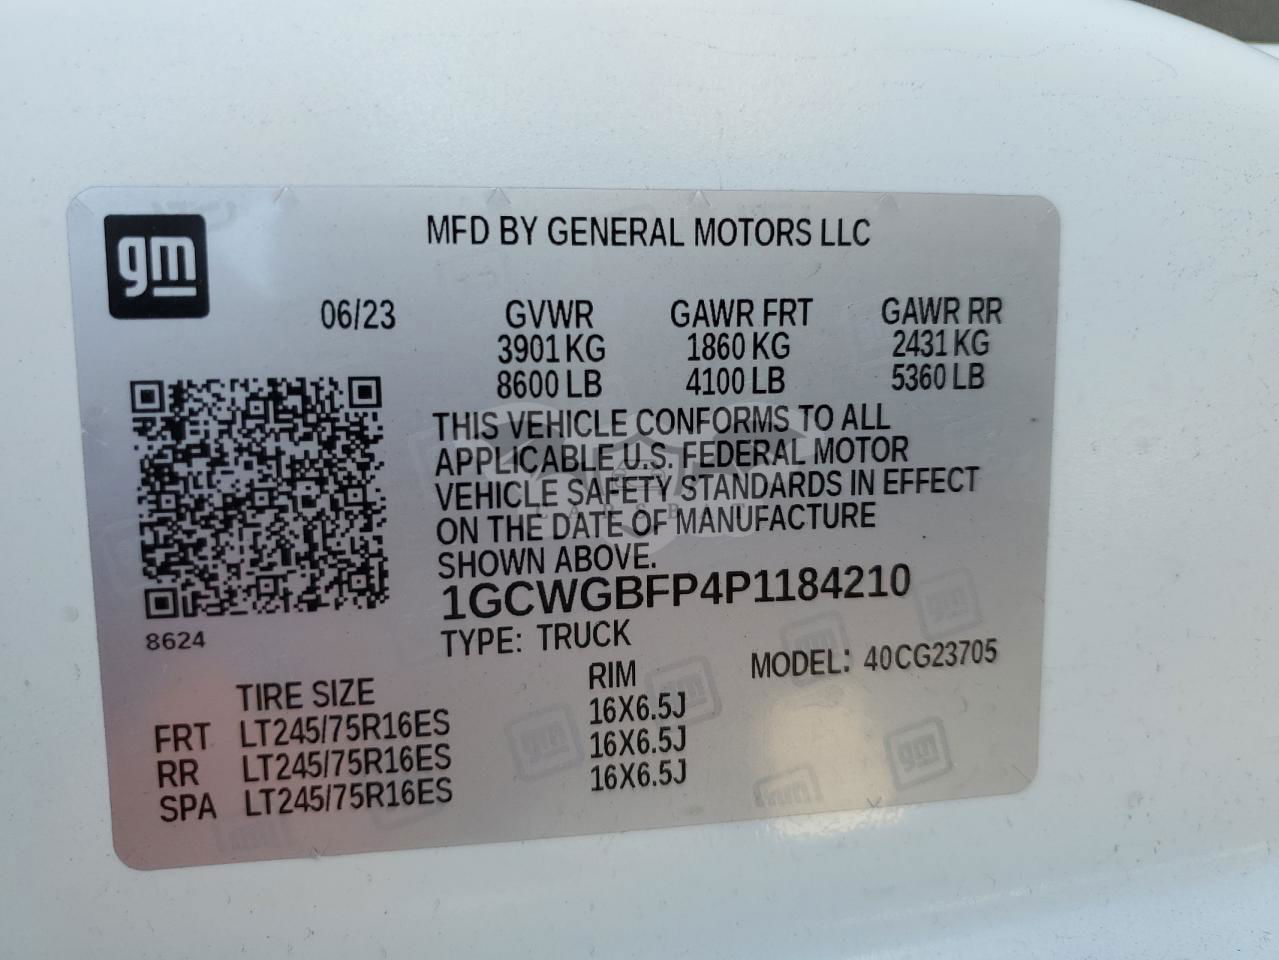 gm
MFD BY GENERAL MOTORS LLC
06/23 GVWR GAWR FRT GAWR RR
3901 KG 1860 KG 2431 KG
8600 LB 4100 LB 5360 LB
THIS VEHICLE CONFORMS TO ALL
APPLICABLE U.S. FEDERAL MOTOR
VEHICLE SAFETY STANDARDS IN EFFECT
ON THE DATE OF MANUFACTURE
SHOWN ABOVE.
1GCWGBFP4P1184210
8624
TYPE: TRUCK
MODEL: 40CG23705
TIRE SIZE RIM
FRT LT245/75R16ES 16X6.5J
RR LT245/75R16ES 16X6.5J
SPA LT245/75R16ES 16X6.5J